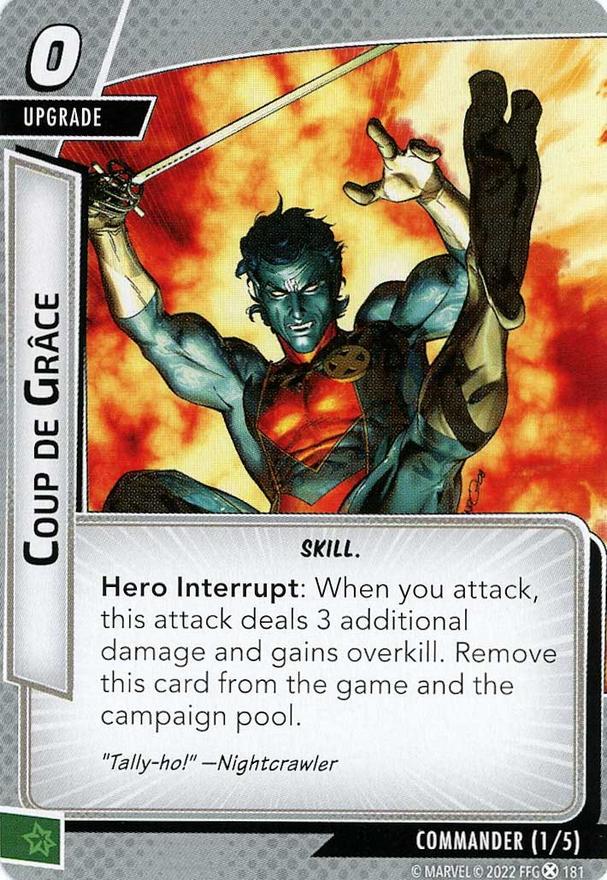 0
UPGRADE
COUP DE GRÂCE
SKILL.
Hero Interrupt: When you attack,
this attack deals 3 additional
damage and gains overkill. Remove
this card from the game and the
campaign pool.
"Tally-ho!" —Nightcrawler
COMMANDER (1/5)
© MARVEL © 2022 FFG 181